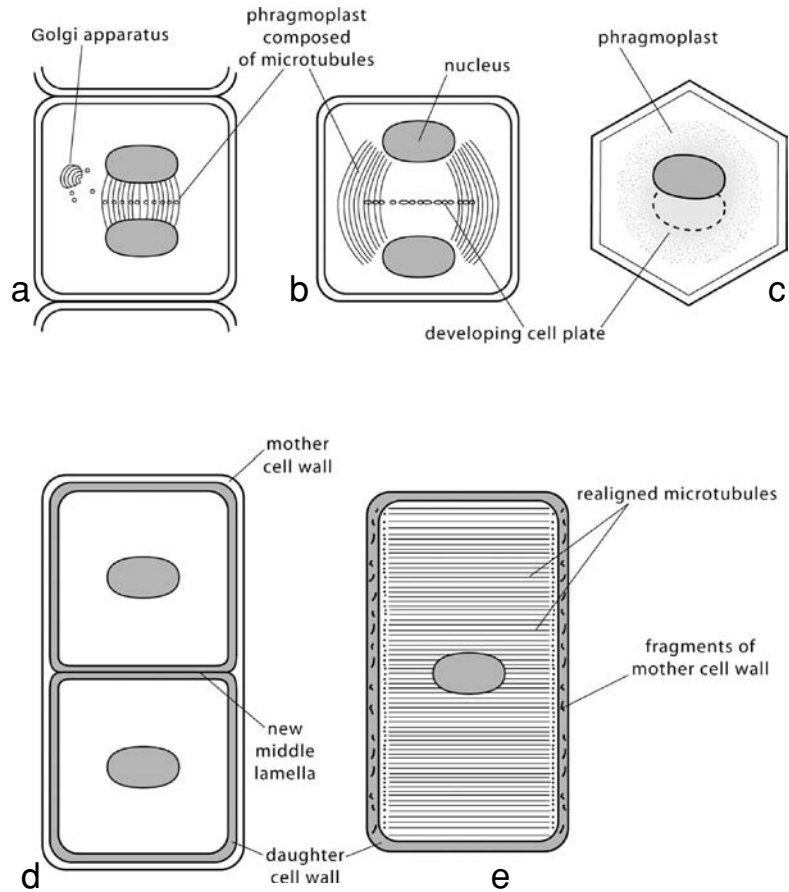 Golgi apparatus
phragmoplast
composed
of microtubules
nucleus
phragmoplast
a
b
c
developing cell plate
mother
cell wall
new
middle
lamella
daughter
cell wall
d
realigned microtubules
fragments of
mother cell wall
e